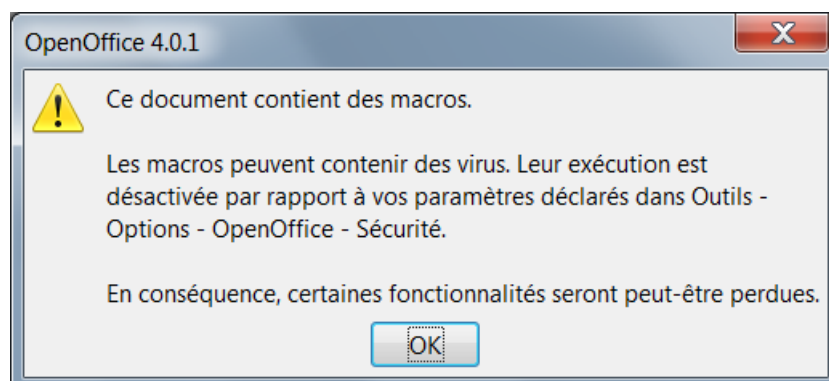 OpenOffice 4.0.1
Ce document contient des macros.
Les macros peuvent contenir des virus. Leur exécution est
désactivée par rapport à vos paramètres déclarés dans Outils -
Options - OpenOffice - Sécurité.
En conséquence, certaines fonctionnalités seront peut-être perdues.
OK